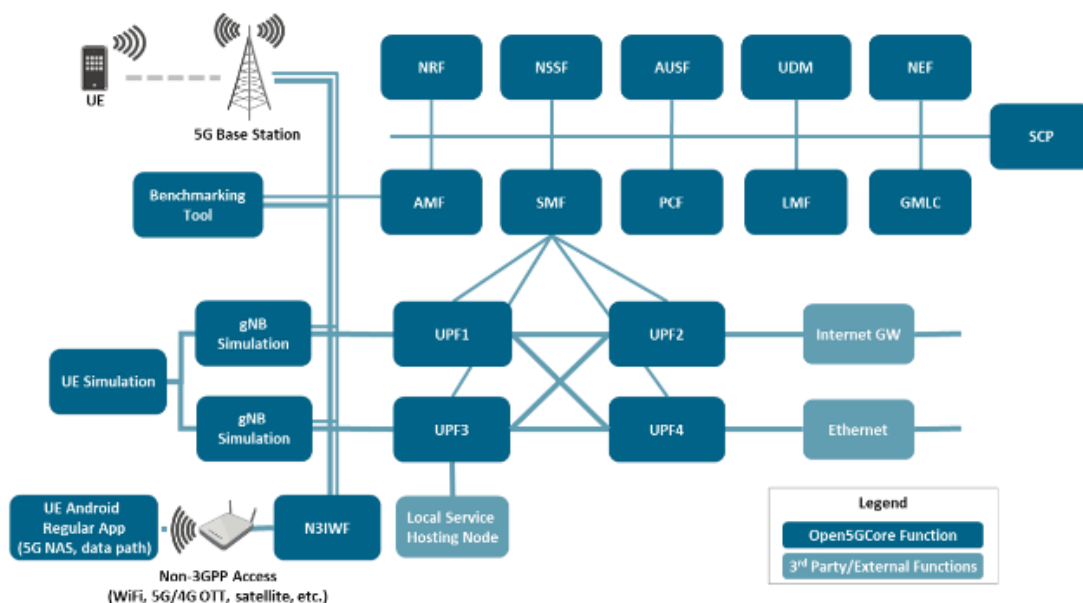 UE
5G Base Station
NRF
NSSF
AUSF
UDM
NEF
SCP
Benchmarking
Tool
AMF
SMF
PCF
LMF
GMLC
gNB
Simulation
UPF1
UPF2
Internet GW
UE Simulation
gNB
Simulation
UPF3
UPF4
Ethernet
UE Android
Regular App
(5G NAS, data path)
N3IWF
Local Service
Hosting Node
Non-3GPP Access
(WiFi, 5G/4G OTT, satellite, etc.)
Legend
Open5GCore Function
3rd Party/External Functions